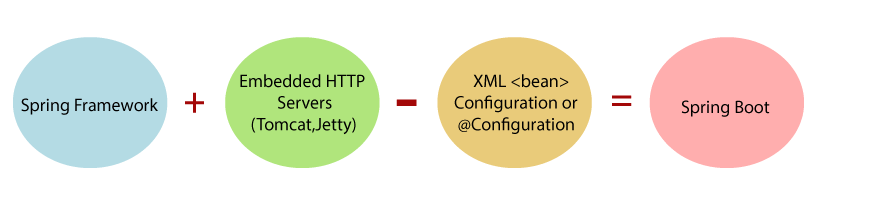 Spring Framework
+
Embedded HTTP
Servers
(Tomcat,Jetty)
-
XML <bean>
Configuration or
@Configuration
=
Spring Boot